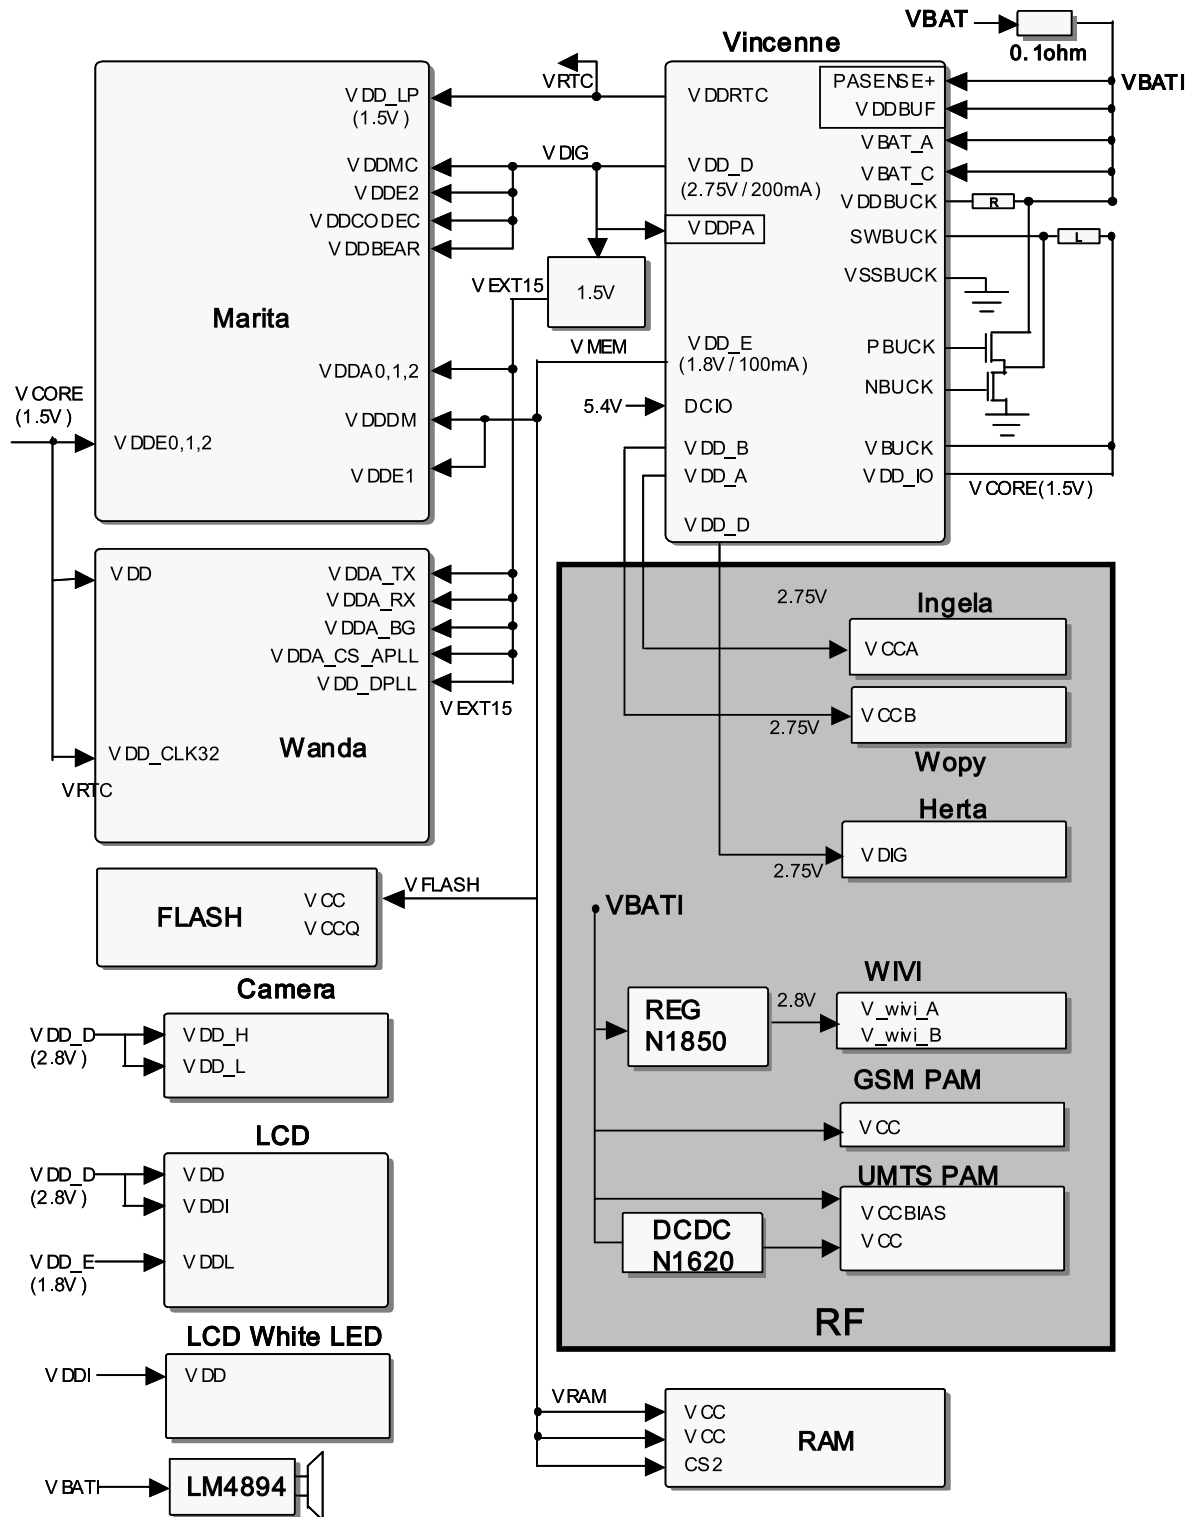 VBAT
0.1ohm
VBATI
Vincenne
PASENSE+
VDDBUF
VBAT_A
VBAT_C
VDDBUCK
R
SWBUCK
L
VSSBUCK
PBUCK
NBUCK
VBUCK
VDD_IO
VCORE(1.5V)
VDDRTC
VDD_D
(2.75V/200mA)
VDDPA
VDD_E
(1.8V/100mA)
DCIO
5.4V
VDD_B
VDD_A
VDD_D
VRTC
VDIG
VEXT15
1.5V
VMEM
VDD_LP
(1.5V)
VDDMC
VDDE2
VDDCODEC
VDDBEAR
Marita
VDDA0,1,2
VDDDM
VDDE0,1,2
VDDE1
VCORE
(1.5V)
VDD
VDDA_TX
VDDA_RX
VDDA_BG
VDDA_CS_APLL
VDD_DPLL
VEXT15
Wanda
VDD_CLK32
VRTC
VFLASH
FLASH
VCC
VCCQ
Camera
VDD_D
(2.8V)
VDD_H
VDD_L
LCD
VDD_D
(2.8V)
VDD
VDDI
VDD_E
(1.8V)
VDDL
LCD White LED
VDDI
VDD
VBATI
LM4894
2.75V
Ingela
VCCA
VCCB
2.75V
Wopy
Herta
VDIG
2.75V
VBATI
WIVI
REG
N1850
2.8V
V_wivi_A
V_wivi_B
GSM PAM
VCC
UMTS PAM
VCCBIAS
VCC
DCDC
N1620
RF
VRAM
VCC
VCC
CS2
RAM